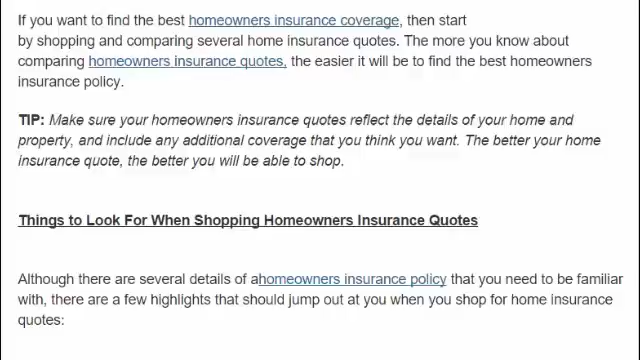 If you want to find the best homeowners insurance coverage, then start
by shopping and comparing several home insurance quotes. The more you know about
comparing homeowners insurance quotes, the easier it will be to find the best homeowners
insurance policy.
TIP: Make sure your homeowners insurance quotes reflect the details of your home and
property, and include any additional coverage that you think you want. The better your home
insurance quote, the better you will be able to shop.
Things to Look For When Shopping Homeowners Insurance Quotes
Although there are several details of ahomeowners insurance policy that you need to be familiar
with, there are a few highlights that should jump out at you when you shop for home insurance
quotes: